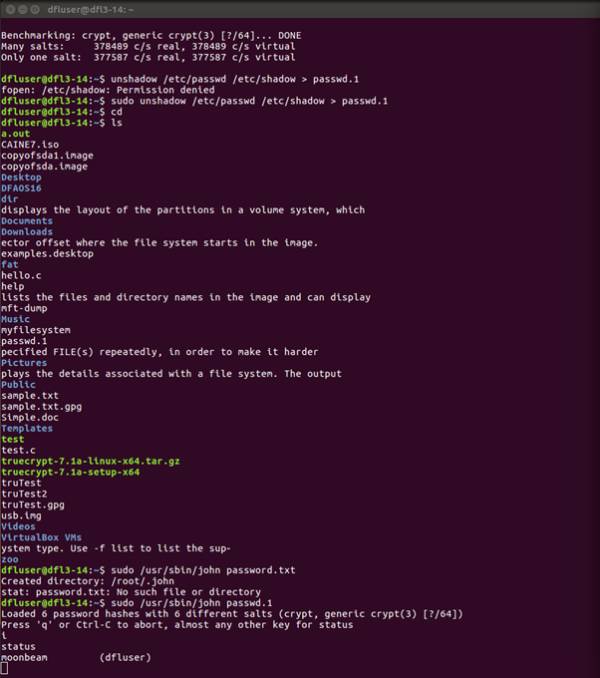 dfluser@dfl3-14: ~
Benchmarking: crypt, generic crypt(3) [?/64]... DONE
Many salts:     378489 c/s real, 378489 c/s virtual
Only one salt:  377587 c/s real, 377587 c/s virtual
dfluser@dfl3-14:~$ unshadow /etc/passwd /etc/shadow > passwd.1
fopen: /etc/shadow: Permission denied
dfluser@dfl3-14:~$ sudo unshadow /etc/passwd /etc/shadow > passwd.1
dfluser@dfl3-14:~$ cd
dfluser@dfl3-14:~$ ls
a.out
CAINE7.iso
copyofsda1.image
copyofsda.image
Desktop
DFAOS16
dir
displays the layout of the partitions in a volume system, which
Documents
Downloads
ector offset where the file system starts in the image.
examples.desktop
fat
hello.c
help
lists the files and directory names in the image and can display
mft-dump
Music
myfilesystem
passwd.1
pecified FILE(s) repeatedly, in order to make it harder
Pictures
plays the details associated with a file system. The output
Public
sample.txt
sample.txt.gpg
Simple.doc
Templates
test
test.c
truecrypt-7.1a-linux-x64.tar.gz
truecrypt-7.1a-setup-x64
truTest
truTest2
truTest.gpg
usb.img
Videos
VirtualBox VMs
ystem type. Use -f list to list the sup-
zoo
dfluser@dfl3-14:~$ sudo /usr/sbin/john password.txt
Created directory: /root/.john
stat: password.txt: No such file or directory
dfluser@dfl3-14:~$ sudo /usr/sbin/john passwd.1
Loaded 6 password hashes with 6 different salts (crypt, generic crypt(3) [?/64])
Press 'q' or Ctrl-C to abort, almost any other key for status
i
status
moonbeam         (dfluser)